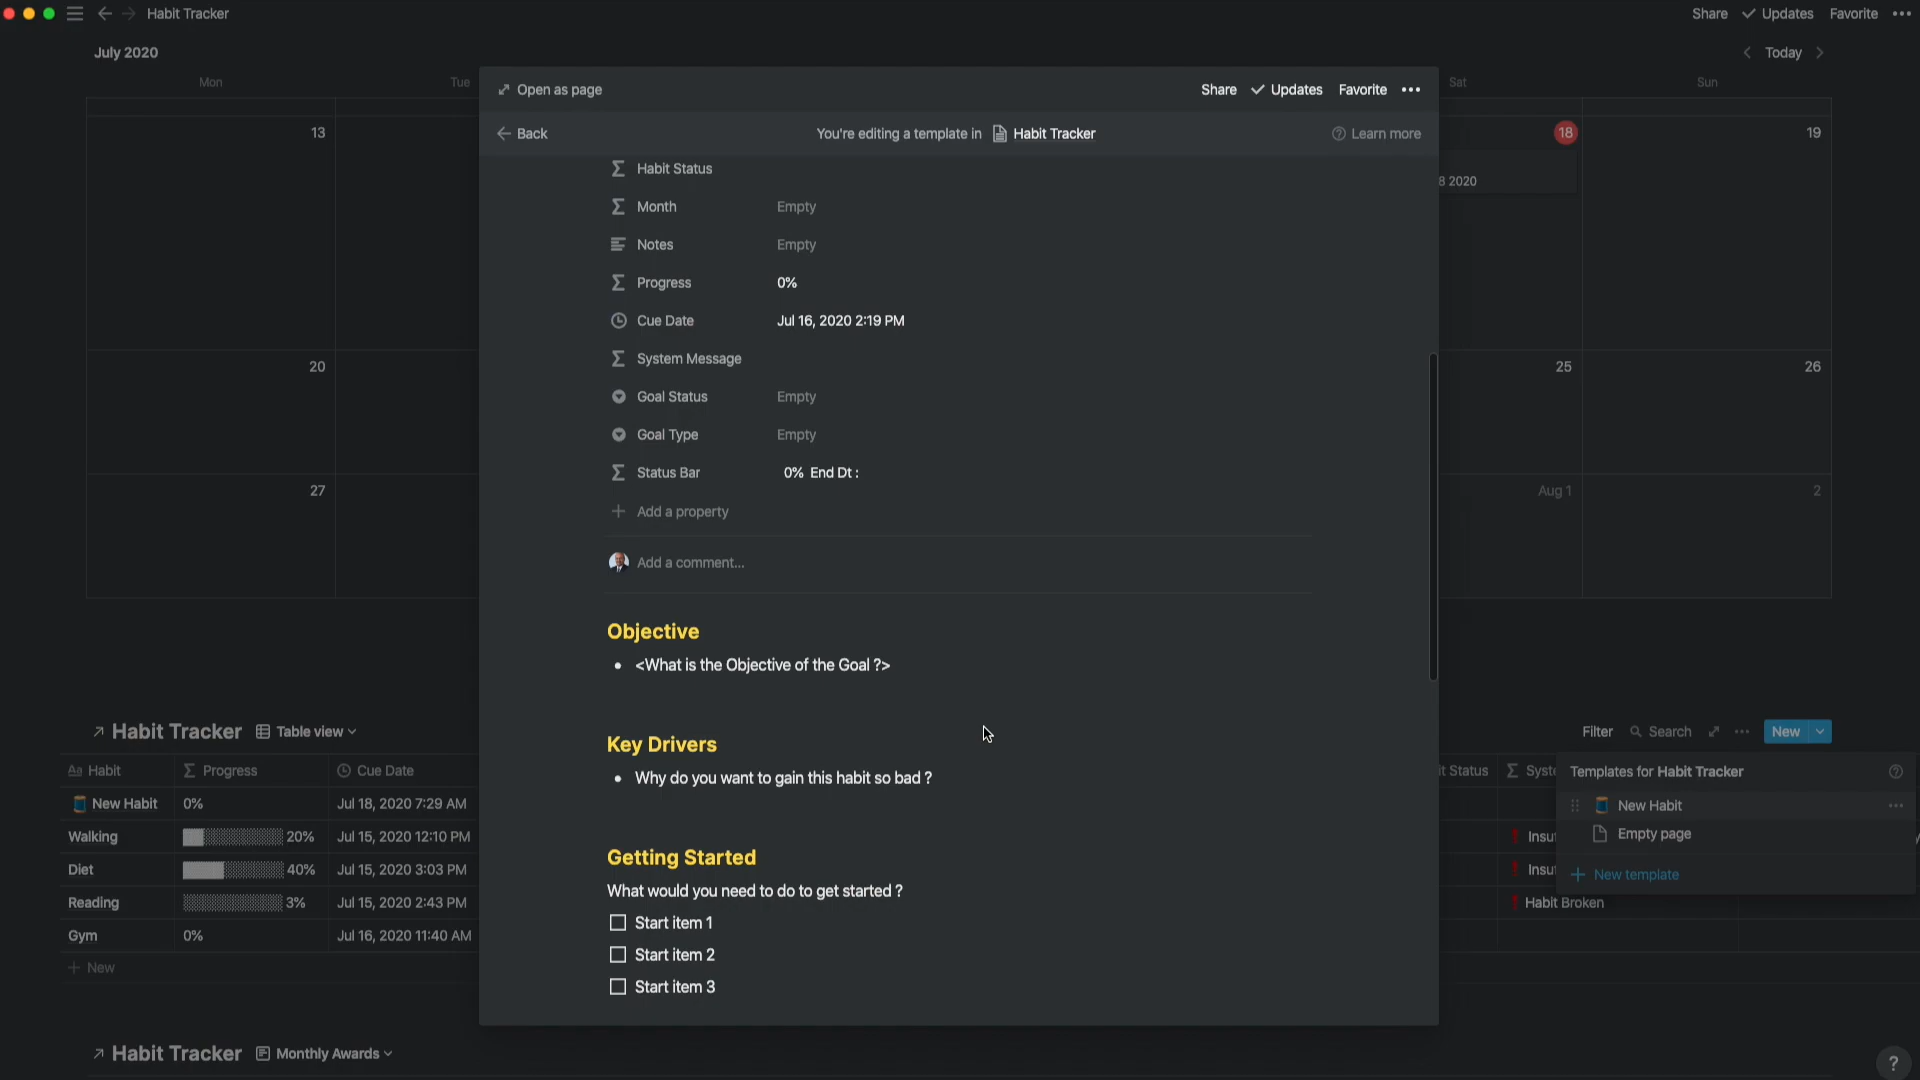 Habit Tracker
Share Updates Favorite
July 2020
Today
Mon Tue Sat Sun
Open as page
Share Updates Favorite
Back
You're editing a template in Habit Tracker
Learn more
13
18
19
8 2020
Habit Status
Month Empty
Notes Empty
Progress 0%
Cue Date Jul 16, 2020 2:19 PM
System Message
20
25
26
Goal Status Empty
Goal Type Empty
Status Bar 0% End Dt :
27
Aug 1
2
Add a property
Add a comment...
Objective
• <What is the Objective of the Goal ?>
Key Drivers
• Why do you want to gain this habit so bad ?
Getting Started
What would you need to do to get started ?
Start item 1
Start item 2
Start item 3
Habit Tracker Table view
Filter Search New
Aa Habit Progress Cue Date
New Habit 0% Jul 18, 2020 7:29 AM
Walking 20% Jul 15, 2020 12:10 PM
Diet 40% Jul 15, 2020 3:03 PM
Reading 3% Jul 15, 2020 2:43 PM
Gym 0% Jul 16, 2020 11:40 AM
New
it Status Syste
Insuf
Insuf
Habit Broken
Templates for Habit Tracker
New Habit
Empty page
New template
Habit Tracker Monthly Awards
?